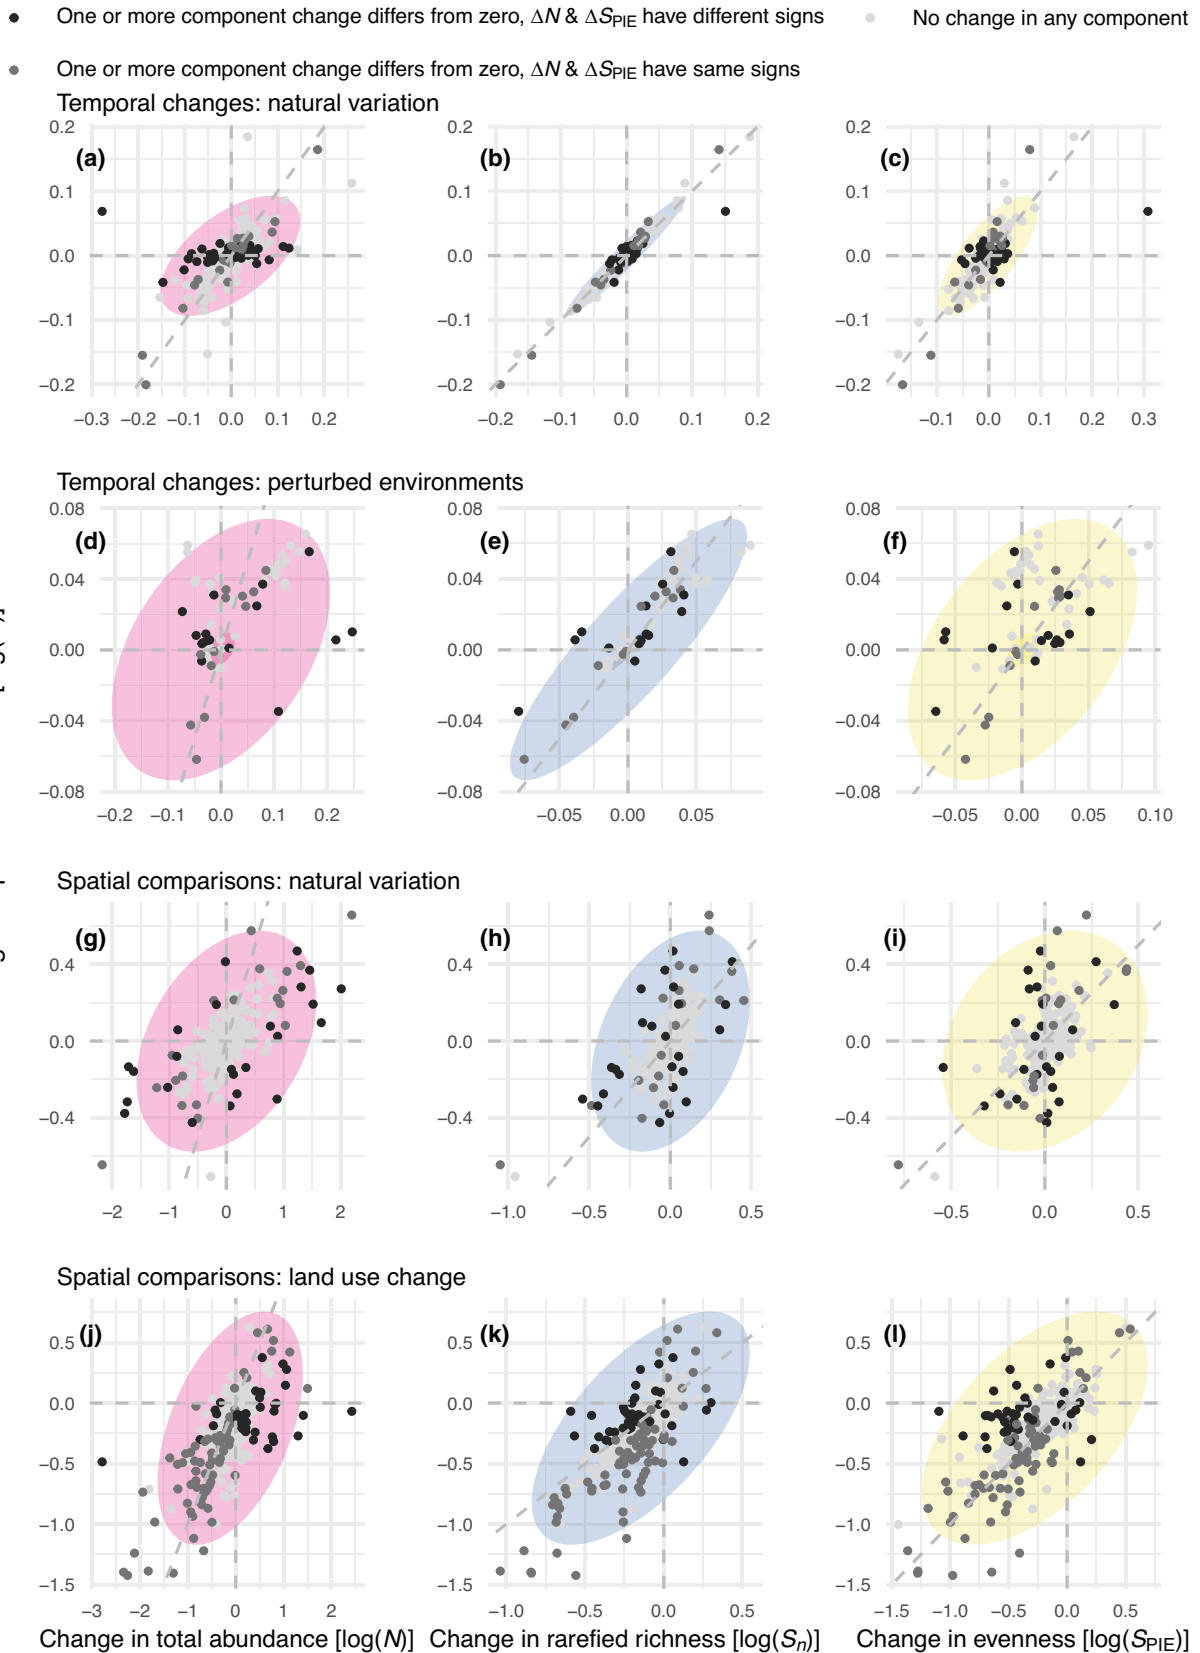 One or more component change differs from zero, ΔN & ΔS_PIE have different signs
No change in any component
One or more component change differs from zero, ΔN & ΔS_PIE have same signs
Temporal changes: natural variation
(a) (b) (c)
0.2 0.2 0.2
0.1 0.1 0.1
0.0 0.0 0.0
−0.1 −0.1 −0.1
−0.2 −0.2 −0.2
−0.3 −0.2 −0.1 0.0 0.1 0.2
−0.2 −0.1 0.0 0.1 0.2
−0.1 0.0 0.1 0.2 0.3
Temporal changes: perturbed environments
(d) (e) (f)
0.08 0.08 0.08
0.04 0.04 0.04
0.00 0.00 0.00
−0.04 −0.04 −0.04
−0.08 −0.08 −0.08
−0.2 −0.1 0.0 0.1 0.2
−0.05 0.00 0.05
−0.05 0.00 0.05 0.10
Spatial comparisons: natural variation
(g) (h) (i)
0.4 0.4 0.4
0.0 0.0 0.0
−0.4 −0.4 −0.4
−2 −1 0 1 2
−1.0 −0.5 0.0 0.5
−0.5 0.0 0.5
Spatial comparisons: land use change
(j) (k) (l)
0.5 0.5 0.5
0.0 0.0 0.0
−0.5 −0.5 −0.5
−1.0 −1.0 −1.0
−1.5 −1.5 −1.5
−3 −2 −1 0 1 2
−1.0 −0.5 0.0 0.5
−1.5 −1.0 −0.5 0.0 0.5
Change in total abundance [log(N)]
Change in rarefied richness [log(Sn)]
Change in evenness [log(S_PIE)]